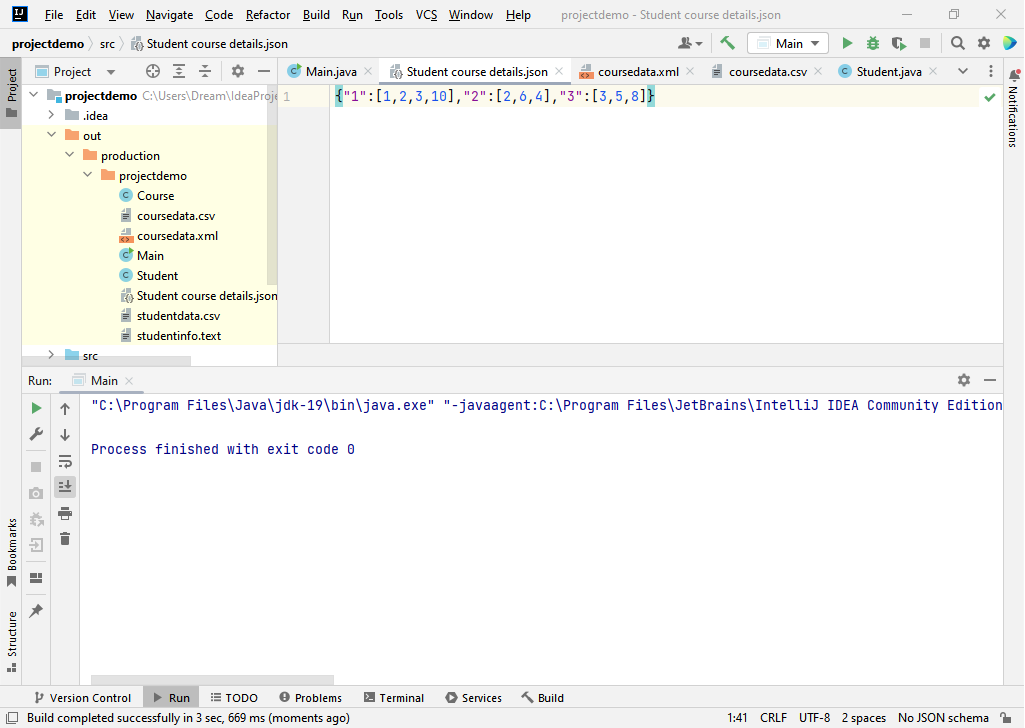 File Edit View Navigate Code Refactor Build Run Tools VCS Window Help projectdemo - Student course details.json
projectdemo src Student course details.json Main
Project Main.java Student course details.json coursedata.xml coursedata.csv Student.java
Project
Notifications
projectdemo C:\Users\Dream\IdeaProje
1 {"1":[1,2,3,10],"2":[2,6,4],"3":[3,5,8]}
.idea
out
production
projectdemo
Course
coursedata.csv
coursedata.xml
Main
Student
Student course details.json
studentdata.csv
studentinfo.text
src
Run: Main
"C:\Program Files\Java\jdk-19\bin\java.exe" "-javaagent:C:\Program Files\JetBrains\IntelliJ IDEA Community Edition
Process finished with exit code 0
Bookmarks
Structure
Version Control Run TODO Problems Terminal Services Build
Build completed successfully in 3 sec, 669 ms (moments ago) 1:41 CRLF UTF-8 2 spaces No JSON schema